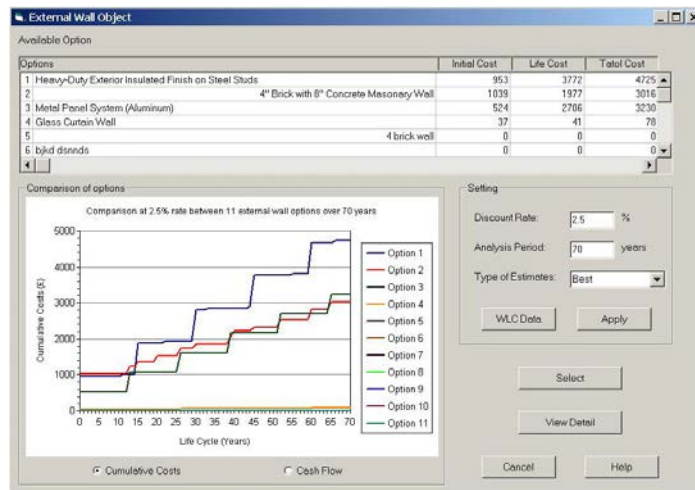 External Wall Object
Available Option
Options Initial Cost Life Cost Tatol Cost
1 Heavy-Duty Exterior Insulated Finish on Steel Studs 953 3772 4725
2 4" Brick with 8" Concrete Masonary Wall 1039 1977 3016
3 Metal Panel System (Aluminum) 524 2706 3230
4 Glass Curtain Wall 37 41 78
5 4 brick wall 0 0 0
6 bjkd dsnnds 0 0 0
Comparison of options
Comparison at 2.5% rate between 11 external wall options over 70 years
Cumulative Costs (£)
5000
4000
3000
2000
1000
0
0 5 10 15 20 25 30 35 40 45 50 55 60 65 70
Life Cycle (Years)
Option 1
Option 2
Option 3
Option 4
Option 5
Option 6
Option 7
Option 8
Option 9
Option 10
Option 11
Cumulative Costs Cash Flow
Setting
Discount Rate: 2.5 %
Analysis Period: 70 years
Type of Estimates: Best
WLC Data Apply
Select
View Detail
Cancel Help